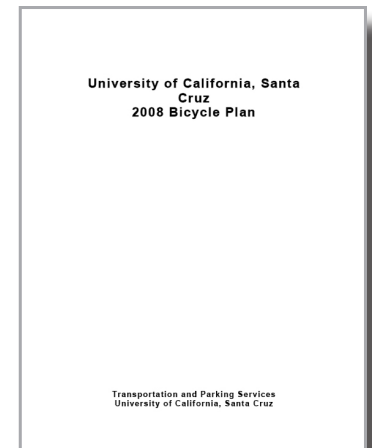 University of California, Santa
Cruz
2008 Bicycle Plan
Transportation and Parking Services
University of California, Santa Cruz